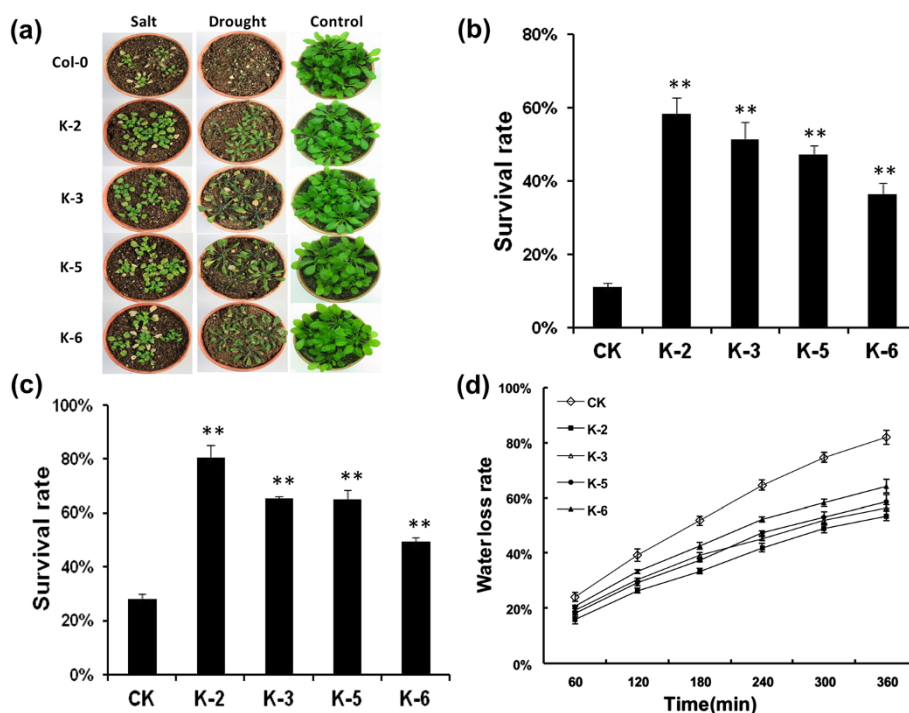 (a)
Salt Drought Control
Col-0
K-2
K-3
K-5
K-6
(b)
80%
60%
40%
20%
0%
Survival rate
** ** ** **
CK K-2 K-3 K-5 K-6
(c)
100%
80%
60%
40%
20%
0%
Survival rate
** ** ** **
CK K-2 K-3 K-5 K-6
(d)
100%
80%
60%
40%
20%
0%
Water loss rate
CK
K-2
K-3
K-5
K-6
60 120 180 240 300 360
Time(min)